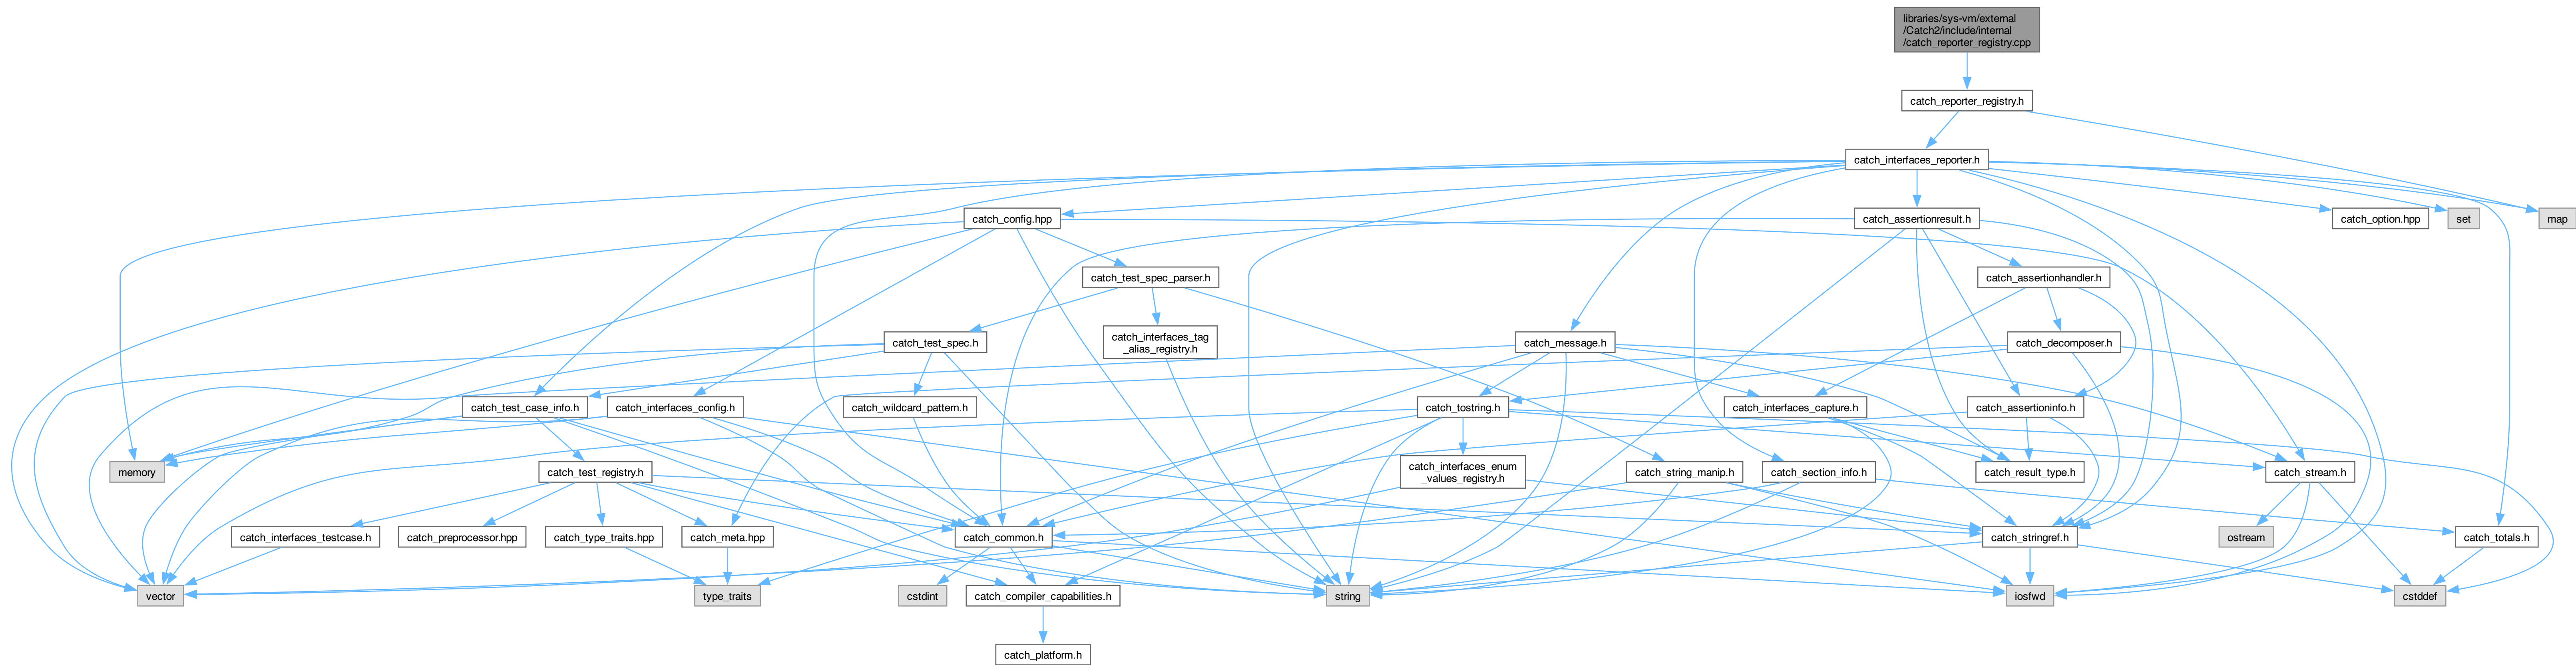 libraries/sys-vm/external
/Catch2/include/internal
/catch_reporter_registry.cpp
catch_reporter_registry.h
catch_interfaces_reporter.h
catch_config.hpp
catch_assertionresult.h
catch_option.hpp
set
map
catch_test_spec_parser.h
catch_assertionhandler.h
catch_test_spec.h
catch_interfaces_tag
_alias_registry.h
catch_message.h
catch_decomposer.h
catch_test_case_info.h
catch_interfaces_config.h
catch_wildcard_pattern.h
catch_tostring.h
catch_interfaces_capture.h
catch_assertioninfo.h
memory
catch_test_registry.h
catch_interfaces_enum
_values_registry.h
catch_string_manip.h
catch_section_info.h
catch_result_type.h
catch_stream.h
catch_interfaces_testcase.h
catch_preprocessor.hpp
catch_type_traits.hpp
catch_meta.hpp
catch_common.h
catch_stringref.h
ostream
catch_totals.h
vector
type_traits
cstdint
catch_compiler_capabilities.h
string
iosfwd
cstddef
catch_platform.h